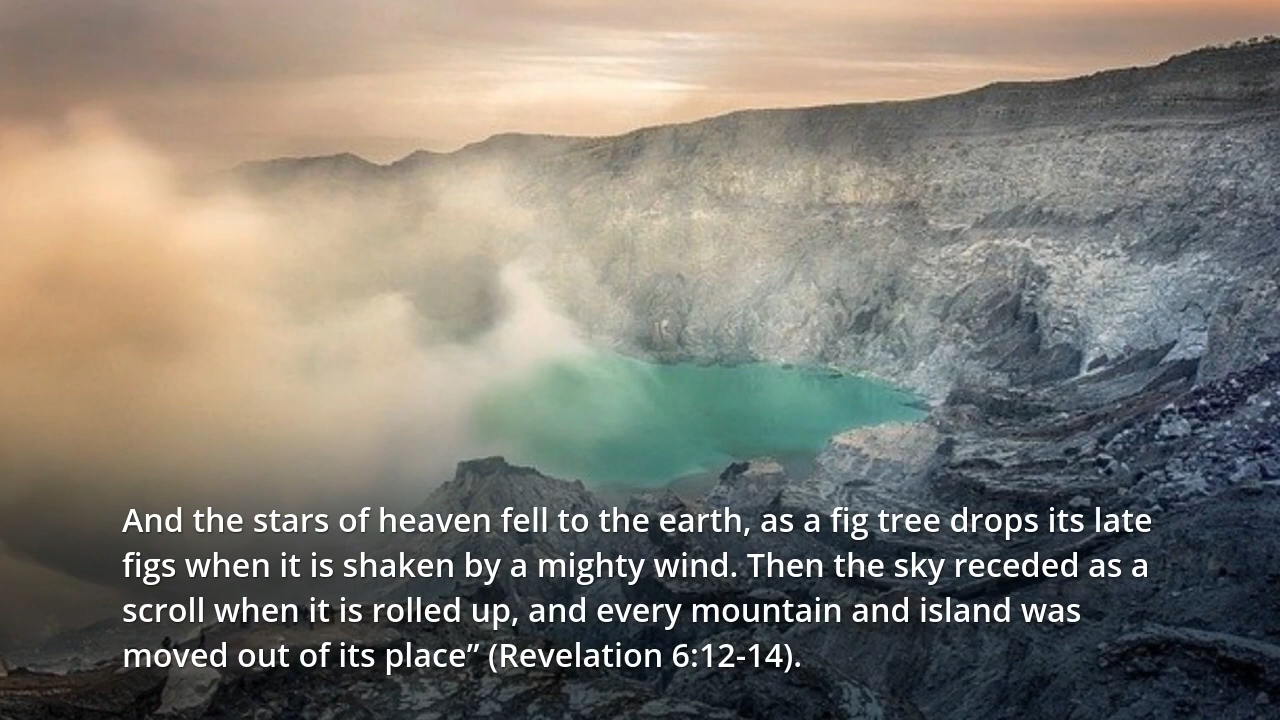 And the stars of heaven fell to the earth, as a fig tree drops its late
figs when it is shaken by a mighty wind. Then the sky receded as a
scroll when it is rolled up, and every mountain and island was
moved out of its place” (Revelation 6:12-14).